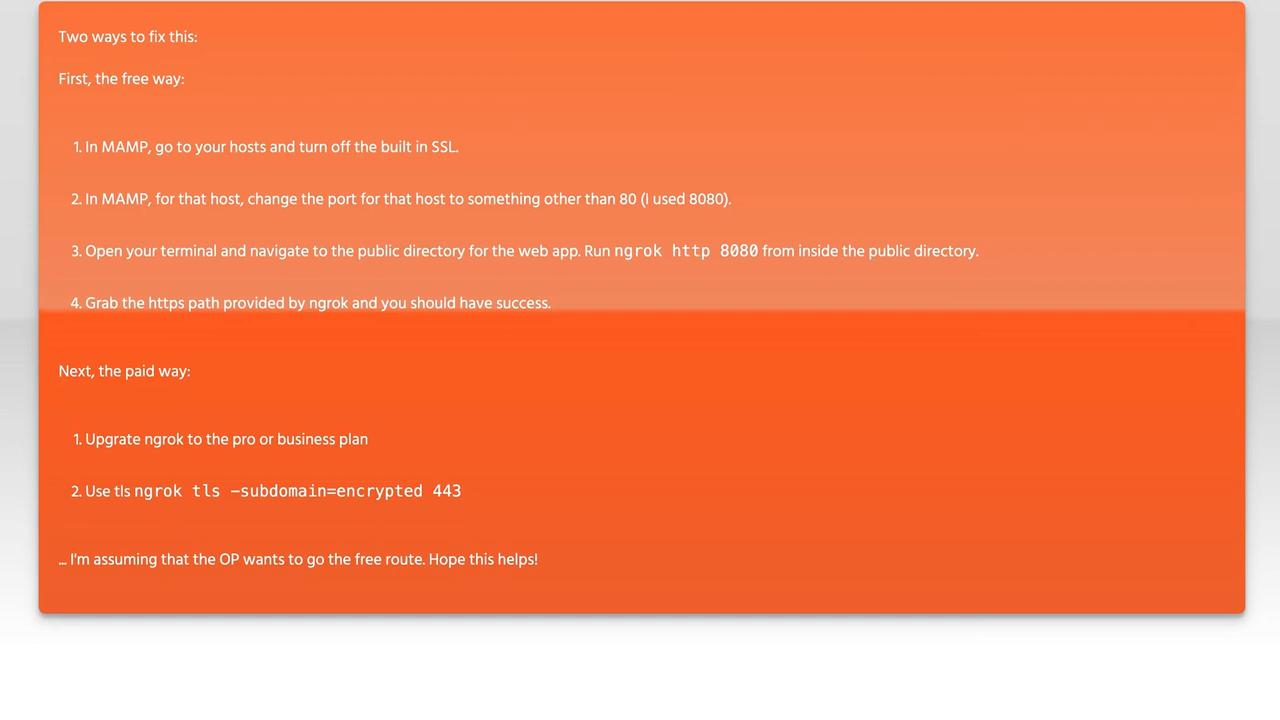 Two ways to fix this:
First, the free way:
1. In MAMP, go to your hosts and turn off the built in SSL.
2. In MAMP, for that host, change the port for that host to something other than 80 (I used 8080).
3. Open your terminal and navigate to the public directory for the web app. Run ngrok http 8080 from inside the public directory.
4. Grab the https path provided by ngrok and you should have success.
Next, the paid way:
1. Upgrate ngrok to the pro or business plan
2. Use tls ngrok tls -subdomain=encrypted 443
... I'm assuming that the OP wants to go the free route. Hope this helps!